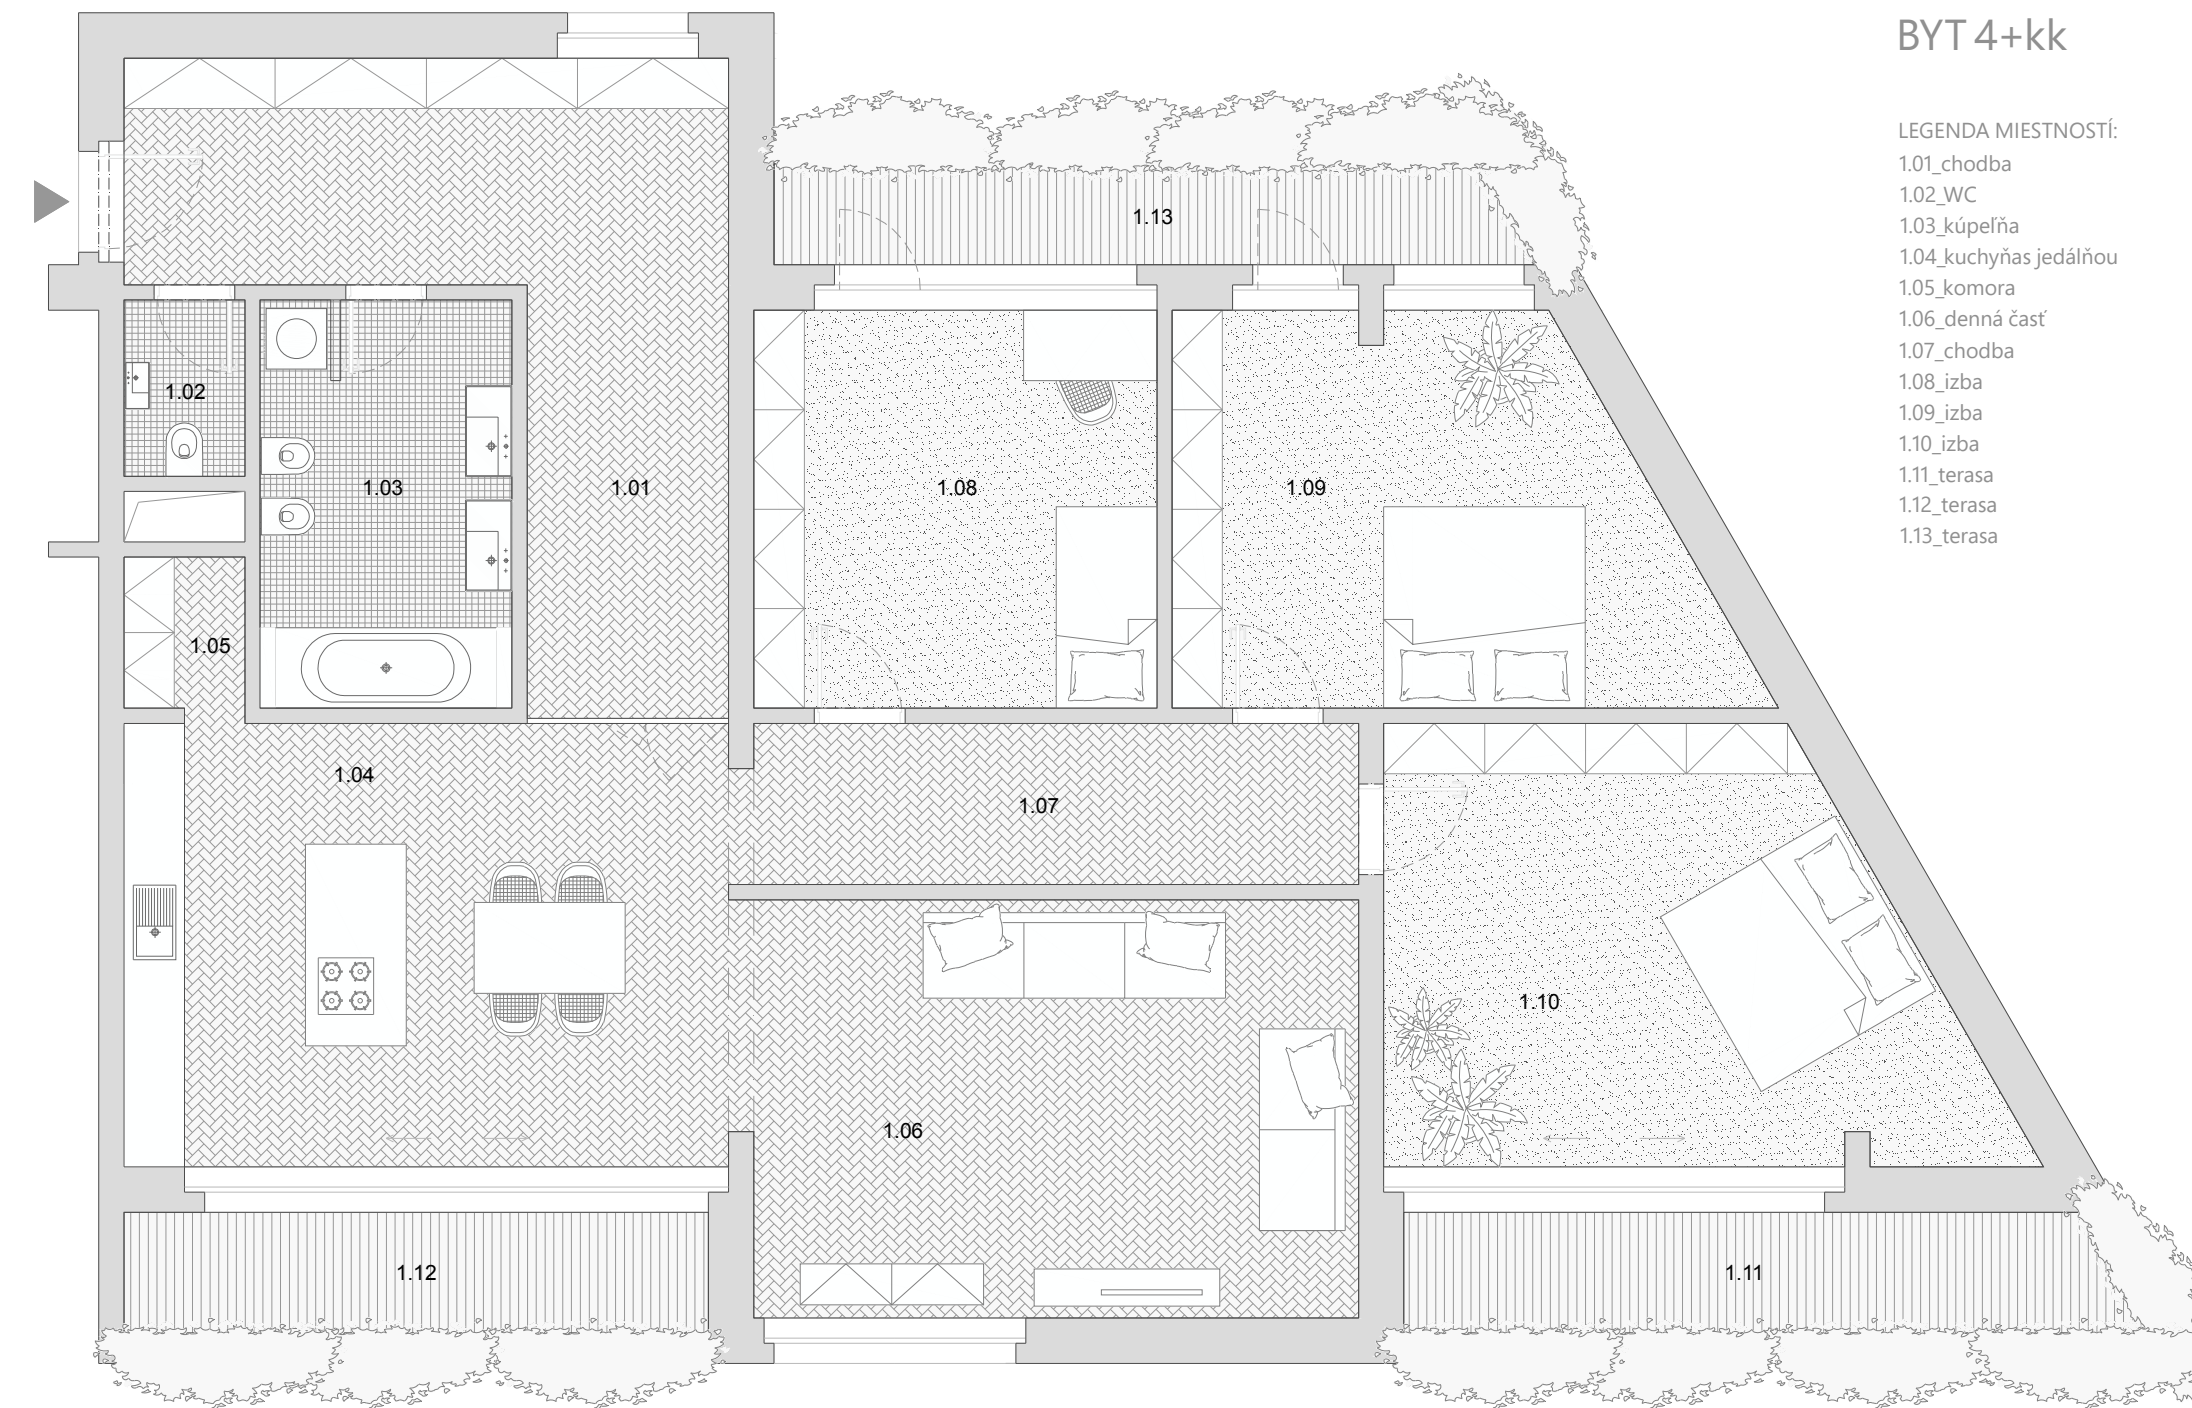 BYT 4+kk
LEGENDA MIESTNOSTÍ:
1.01_chodba
1.02_WC
1.03_kúpeľňa
1.04_kuchyňas jedálňou
1.05_komora
1.06_denná časť
1.07_chodba
1.08_izba
1.09_izba
1.10_izba
1.11_terasa
1.12_terasa
1.13_terasa
1.13
1.02
1.03
1.01
1.08
1.09
1.05
1.04
1.07
1.10
1.06
1.12
1.11